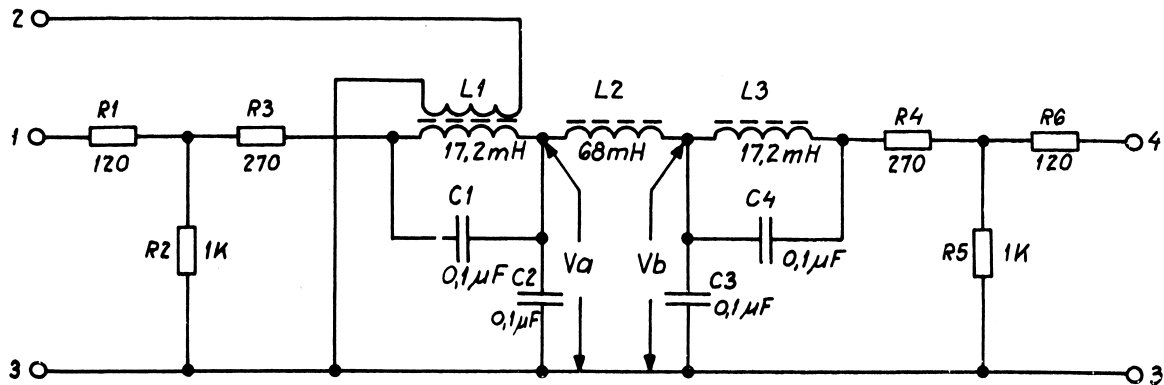 2
L1 L2 L3
R1 R3 R4 R6
1 4
120 270 17,2mH 68mH 17,2mH 270 120
C1 C4
R2 1K Va Vb R5 1K
0,1µF C2 C3 0,1µF
0,1µF 0,1µF
3 3